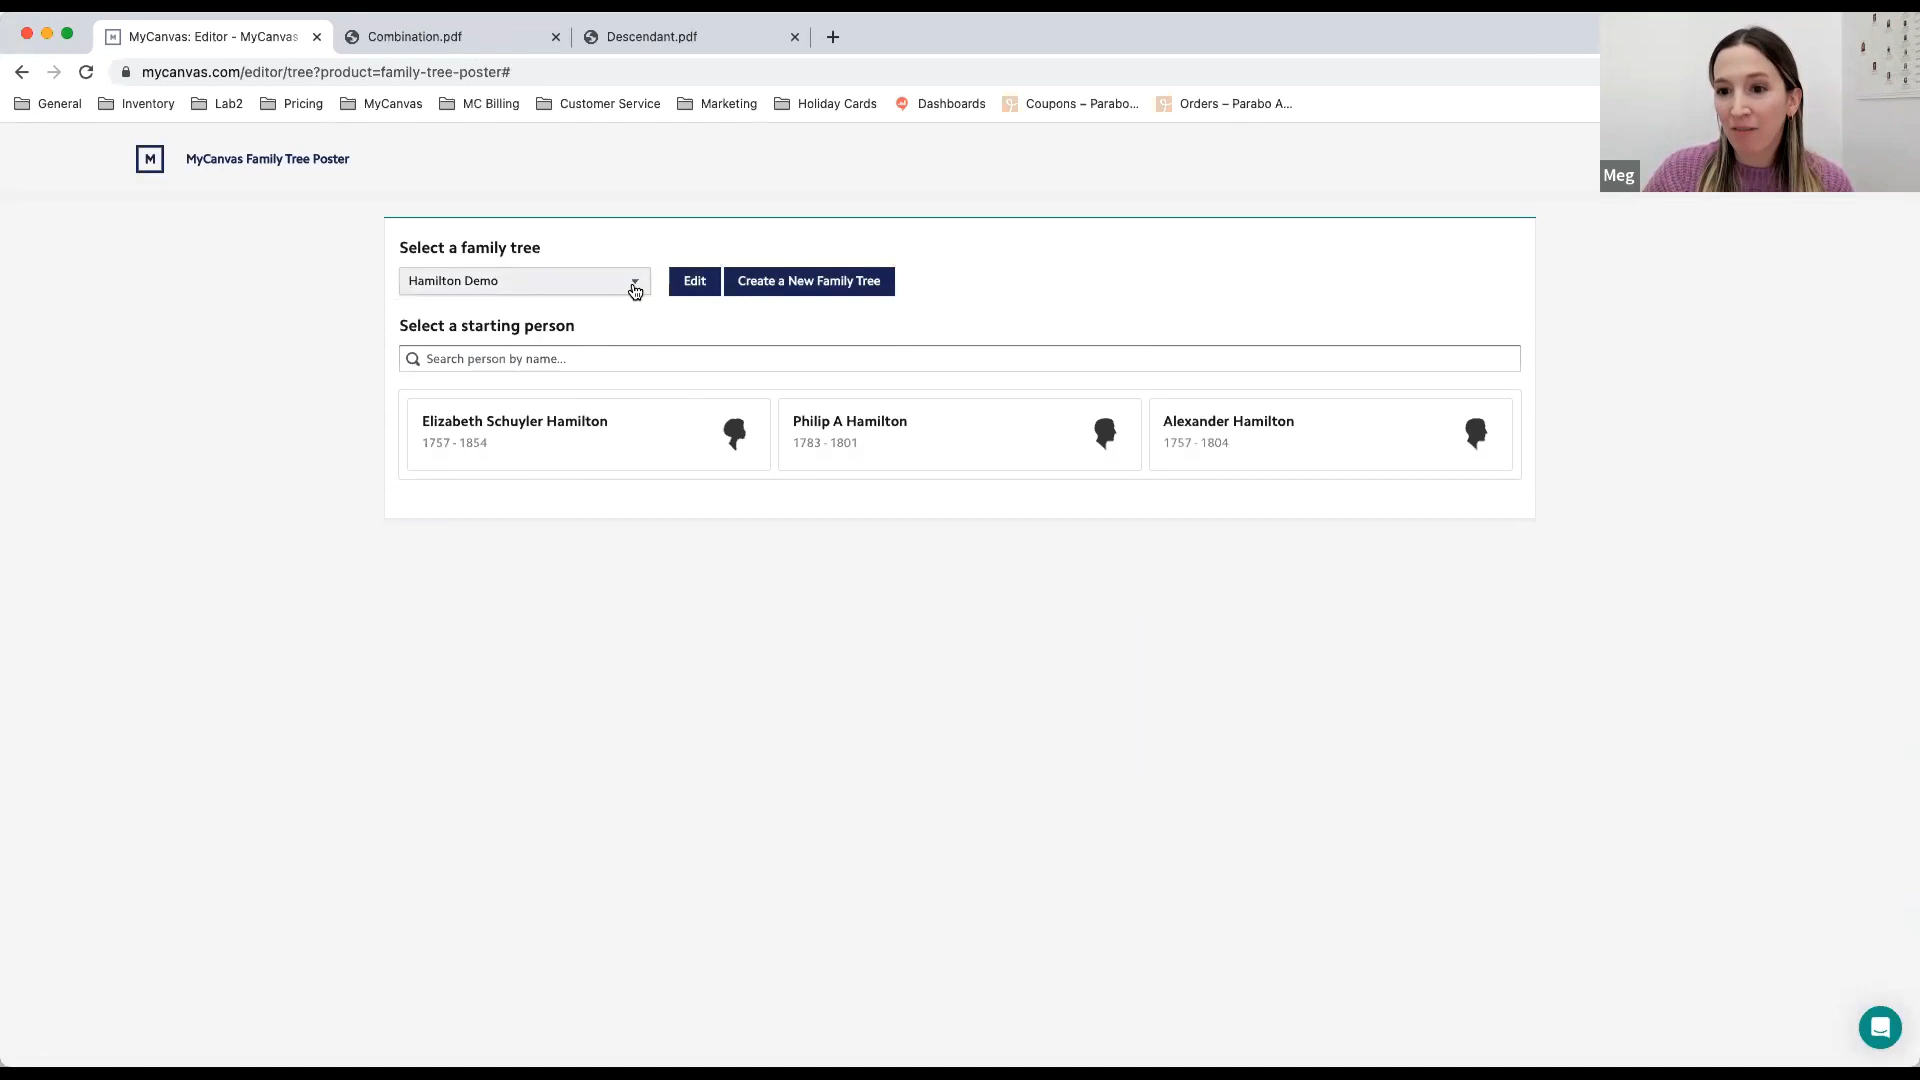 MyCanvas: Editor - MyCanvas
Combination.pdf
Descendant.pdf
mycanvas.com/editor/tree?product=family-tree-poster#
General
Inventory
Lab2
Pricing
MyCanvas
MC Billing
Customer Service
Marketing
Holiday Cards
Dashboards
Coupons – Parabo...
Orders – Parabo A...
Meg
M
MyCanvas Family Tree Poster
Select a family tree
Hamilton Demo
Edit
Create a New Family Tree
Select a starting person
Search person by name...
Elizabeth Schuyler Hamilton
1757 - 1854
Philip A Hamilton
1783 - 1801
Alexander Hamilton
1757 - 1804